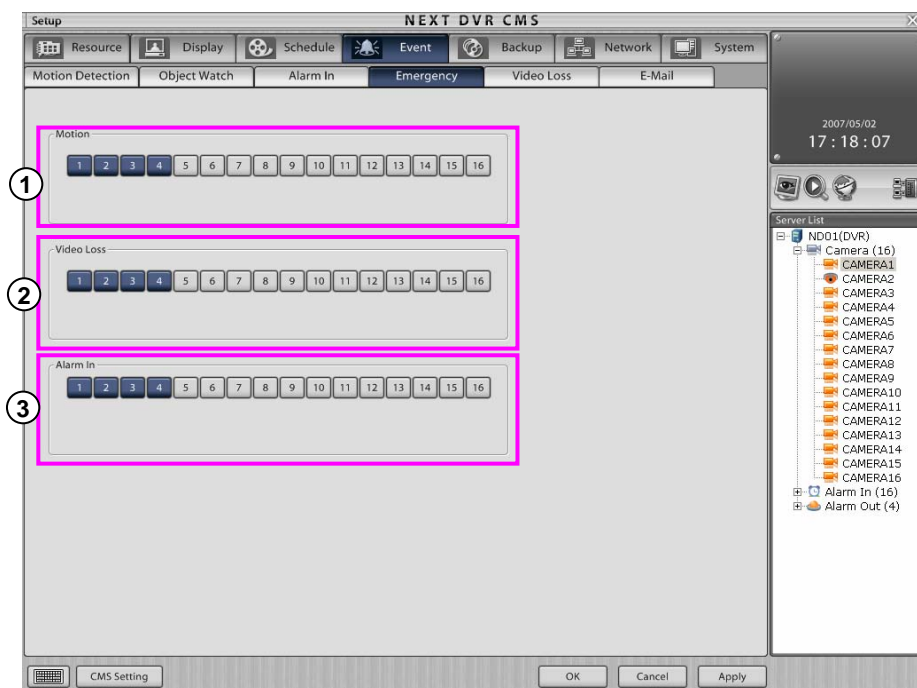 Setup NEXT DVR CMS
Resource Display Schedule Event Backup Network System
Motion Detection Object Watch Alarm In Emergency Video Loss E-Mail
Motion
1 2 3 4 5 6 7 8 9 10 11 12 13 14 15 16
1
Video Loss
1 2 3 4 5 6 7 8 9 10 11 12 13 14 15 16
2
Alarm In
1 2 3 4 5 6 7 8 9 10 11 12 13 14 15 16
3
CMS Setting OK Cancel Apply
2007/05/02
17:18:07
Server List
ND01(DVR)
Camera (16)
CAMERA1
CAMERA2
CAMERA3
CAMERA4
CAMERA5
CAMERA6
CAMERA7
CAMERA8
CAMERA9
CAMERA10
CAMERA11
CAMERA12
CAMERA13
CAMERA14
CAMERA15
CAMERA16
Alarm In (16)
Alarm Out (4)